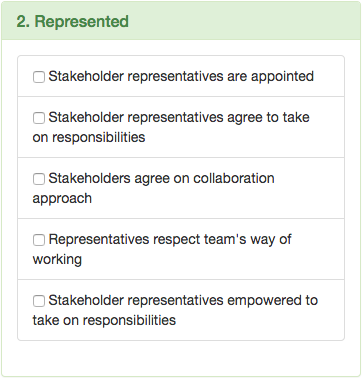 2. Represented
Stakeholder representatives are appointed
Stakeholder representatives agree to take
on responsibilities
Stakeholders agree on collaboration
approach
Representatives respect team's way of
working
Stakeholder representatives empowered to
take on responsibilities